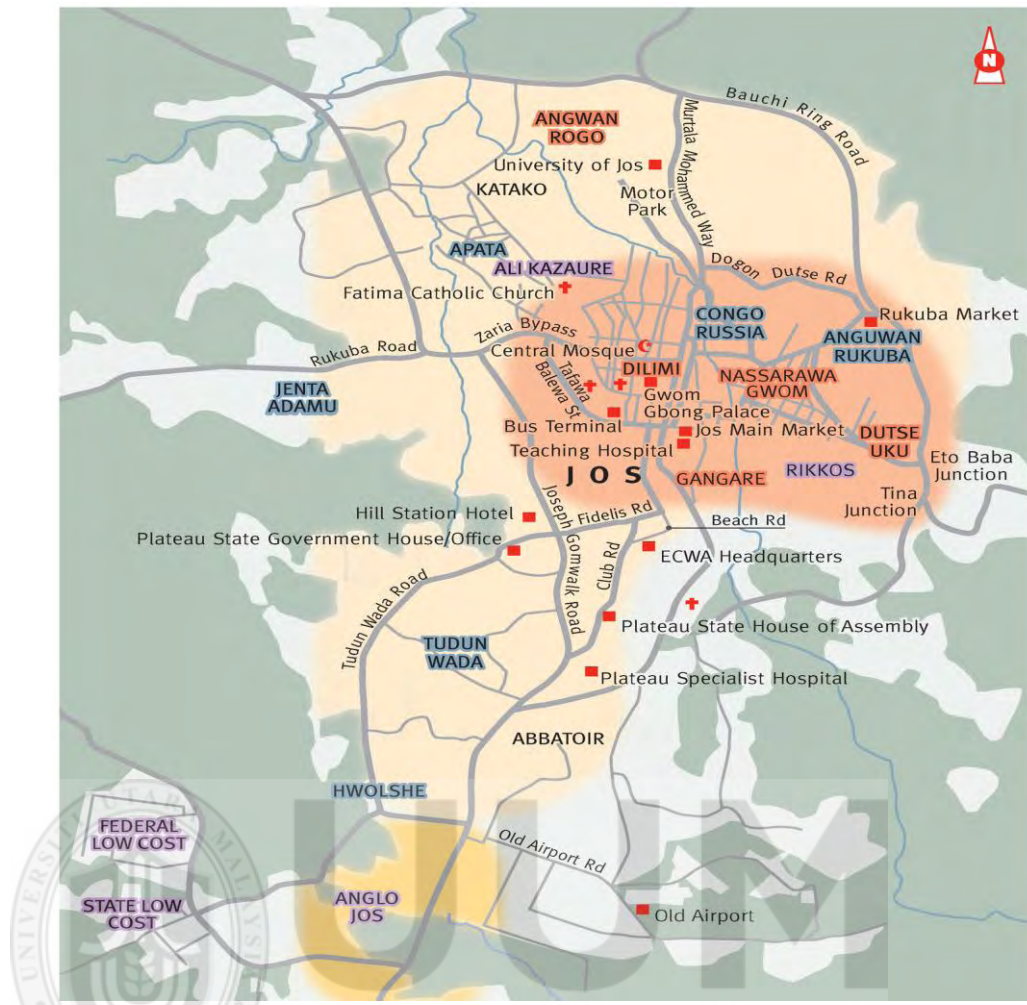 N
Bauchi Ring Road
ANGWAN
ROGO
Murtala Mohammed Way
University of Jos
KATAKO
Motor
Park
APATA
ALI KAZAURE
Dogon
Dutse Rd
Fatima Catholic Church
CONGO
RUSSIA
Rukuba Market
Zaria Bypass
ANGUWAN
RUKUBA
Rukuba Road
Central Mosque
DILIMI
NASSARAWA
GWOM
JENTA
ADAMU
Tafawa
Balewa St
Gwom
Gbong Palace
Bus Terminal
Jos Main Market
DUTSE
UKU
Teaching Hospital
Eto Baba
Junction
JOS
GANGARE
RIKKOS
Tina
Junction
Hill Station Hotel
Joseph Gomwalk Road
Fidelis Rd
Beach Rd
Plateau State Government House/Office
ECWA Headquarters
Club Rd
Tudun Wada Road
Plateau State House of Assembly
TUDUN
WADA
Plateau Specialist Hospital
ABBATOIR
HWOLSHE
FEDERAL
LOW COST
Old Airport Rd
STATE LOW
COST
ANGLO
JOS
Old Airport
UUM
UNIVERSITI UTARA MALAYSIA